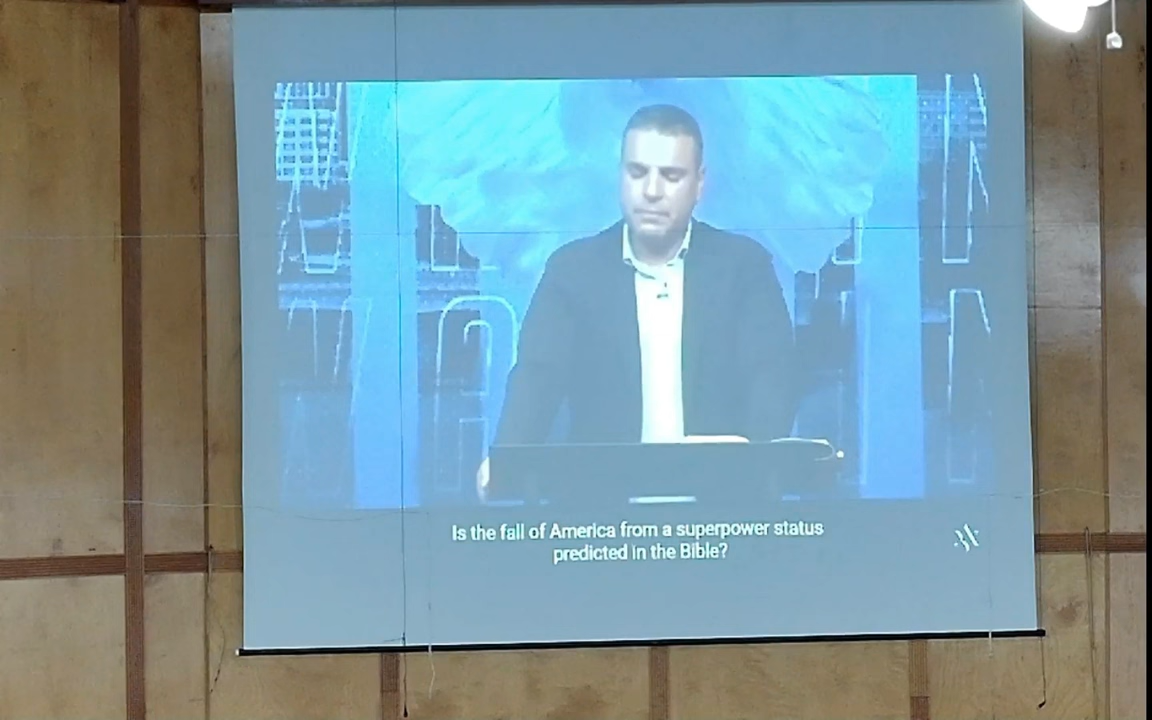 Is the fall of America from a superpower status
predicted in the Bible?